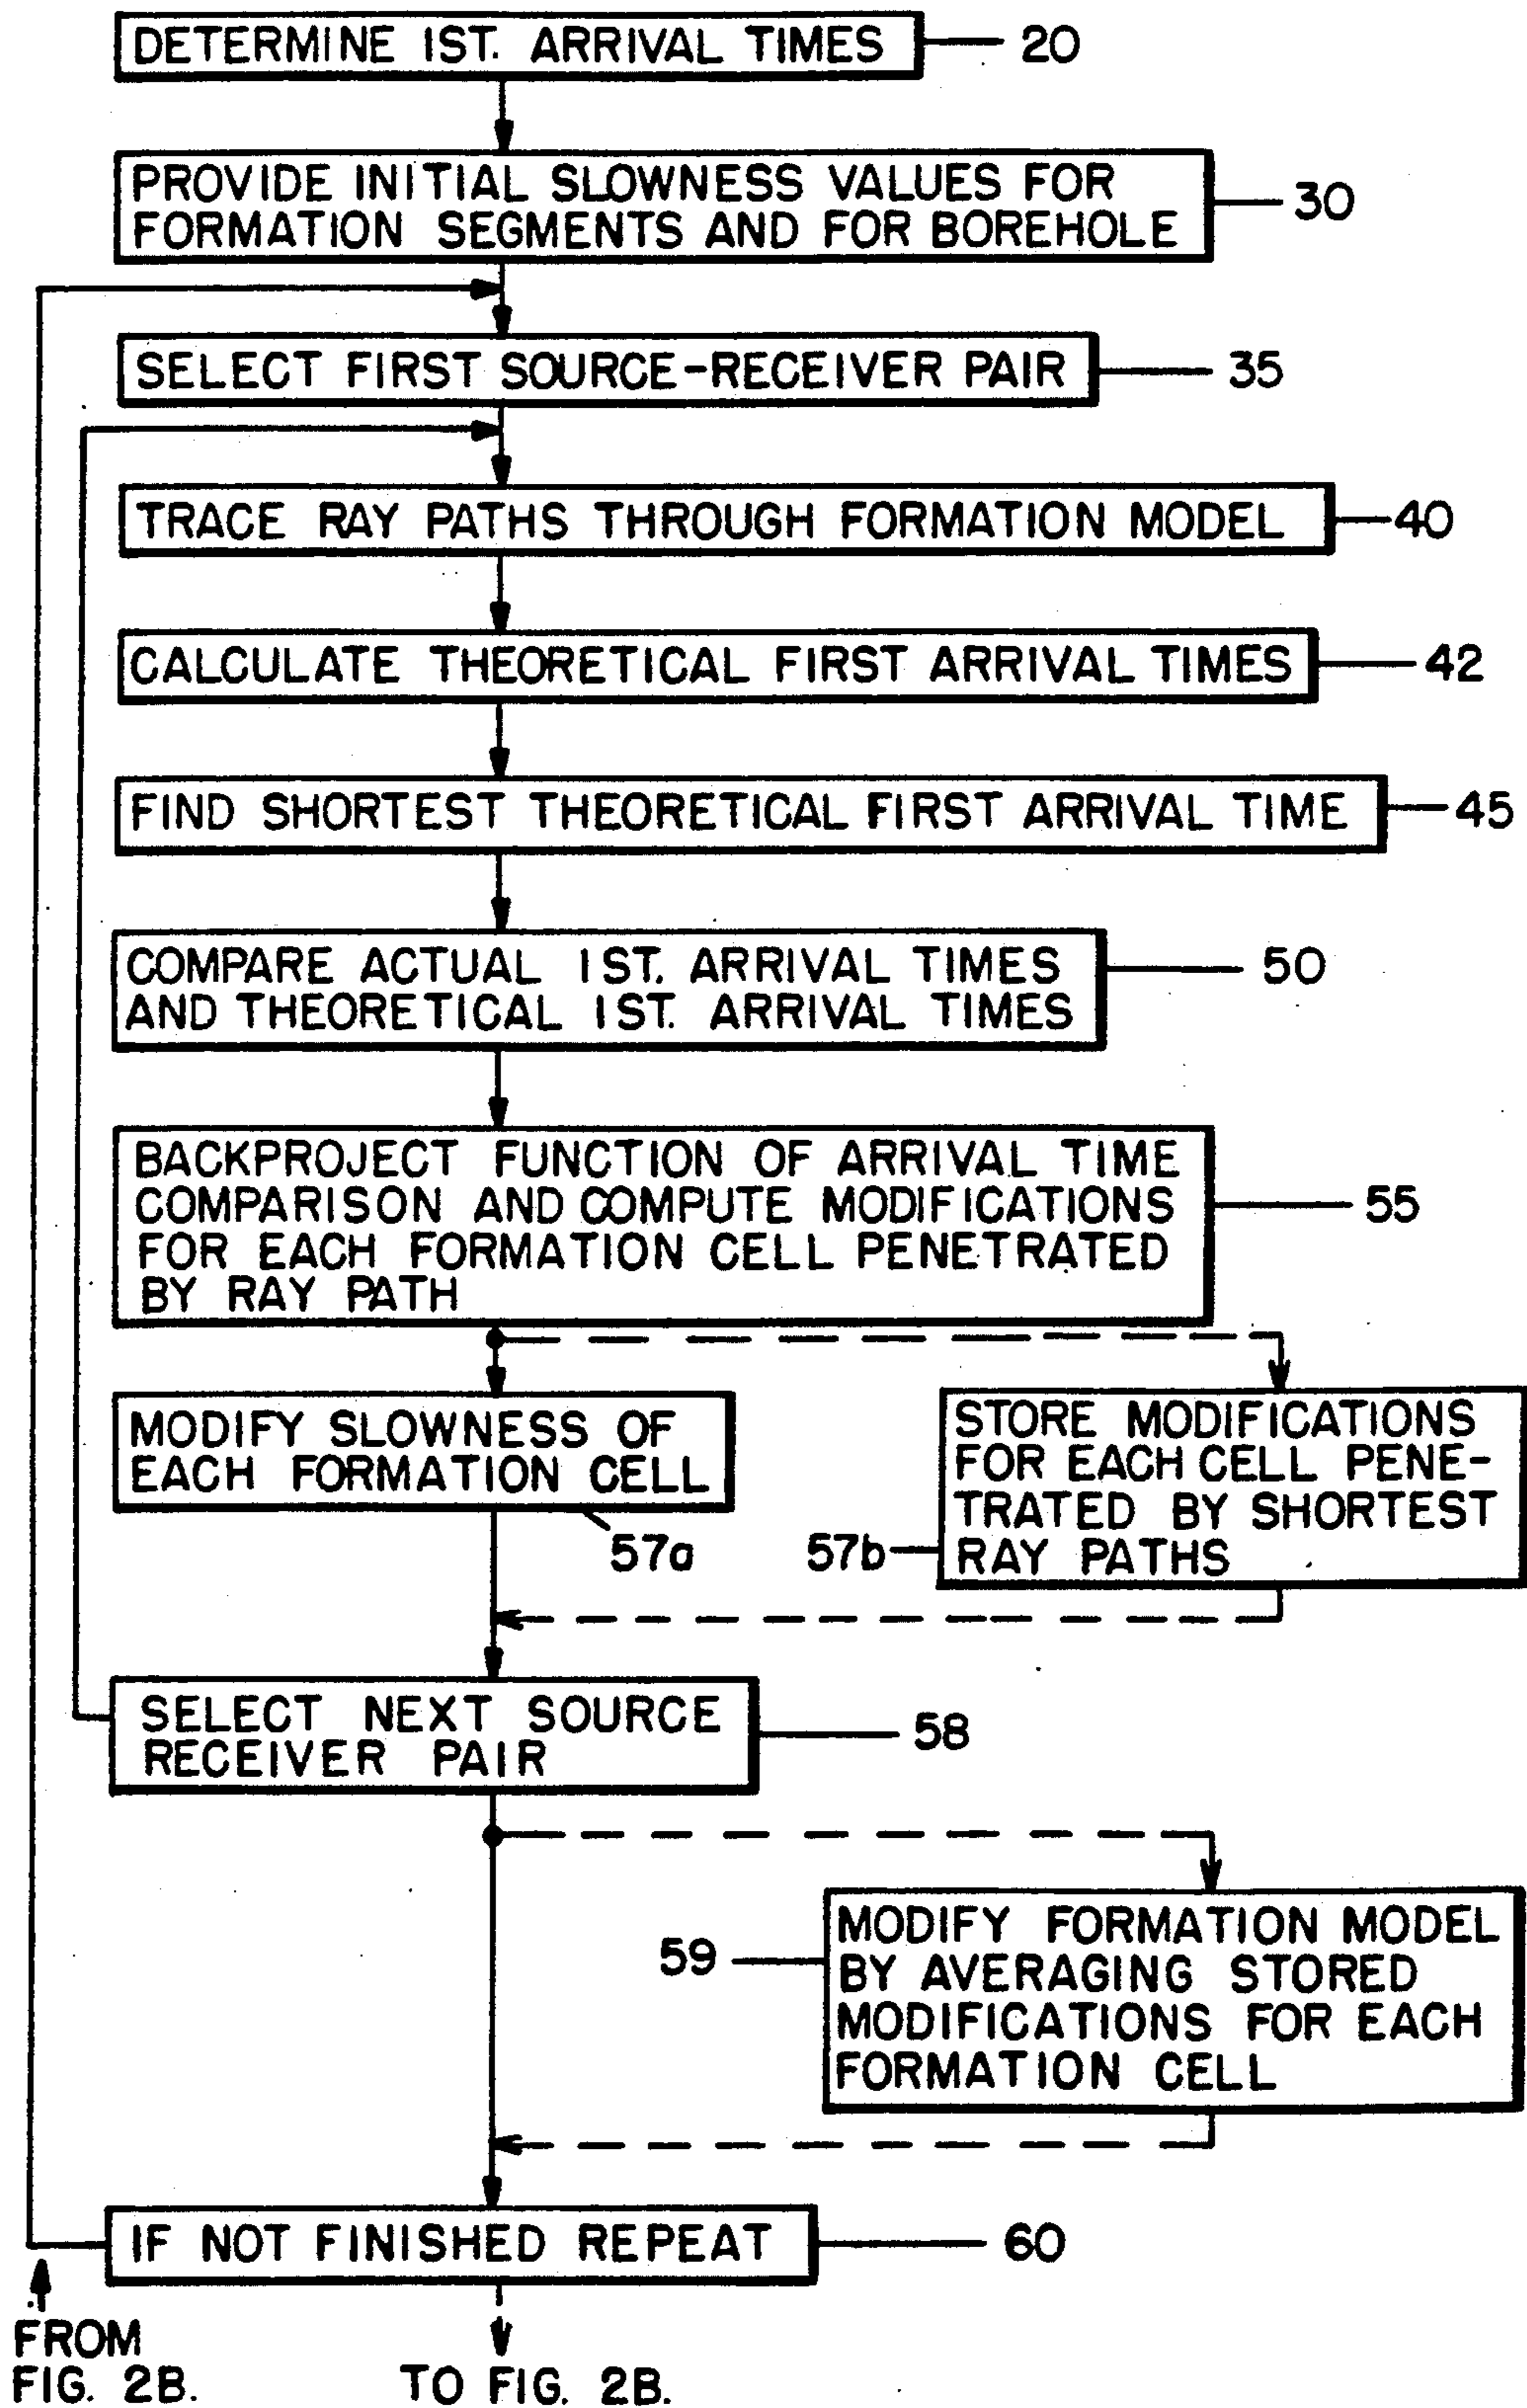 DETERMINE 1ST. ARRIVAL TIMES
20
PROVIDE INITIAL SLOWNESS VALUES FOR
FORMATION SEGMENTS AND FOR BOREHOLE
30
SELECT FIRST SOURCE-RECEIVER PAIR
35
TRACE RAY PATHS THROUGH FORMATION MODEL
40
CALCULATE THEORETICAL FIRST ARRIVAL TIMES
42
FIND SHORTEST THEORETICAL FIRST ARRIVAL TIME
45
COMPARE ACTUAL 1ST. ARRIVAL TIMES
AND THEORETICAL 1ST. ARRIVAL TIMES
50
BACKPROJECT FUNCTION OF ARRIVAL TIME
COMPARISON AND COMPUTE MODIFICATIONS
FOR EACH FORMATION CELL PENETRATED
BY RAY PATH
55
MODIFY SLOWNESS OF
EACH FORMATION CELL
57a
STORE MODIFICATIONS
FOR EACH CELL PENE-
TRATED BY SHORTEST
RAY PATHS
57b
SELECT NEXT SOURCE
RECEIVER PAIR
58
MODIFY FORMATION MODEL
BY AVERAGING STORED
MODIFICATIONS FOR EACH
FORMATION CELL
59
IF NOT FINISHED REPEAT
60
FROM
FIG. 2B.
TO FIG. 2B.